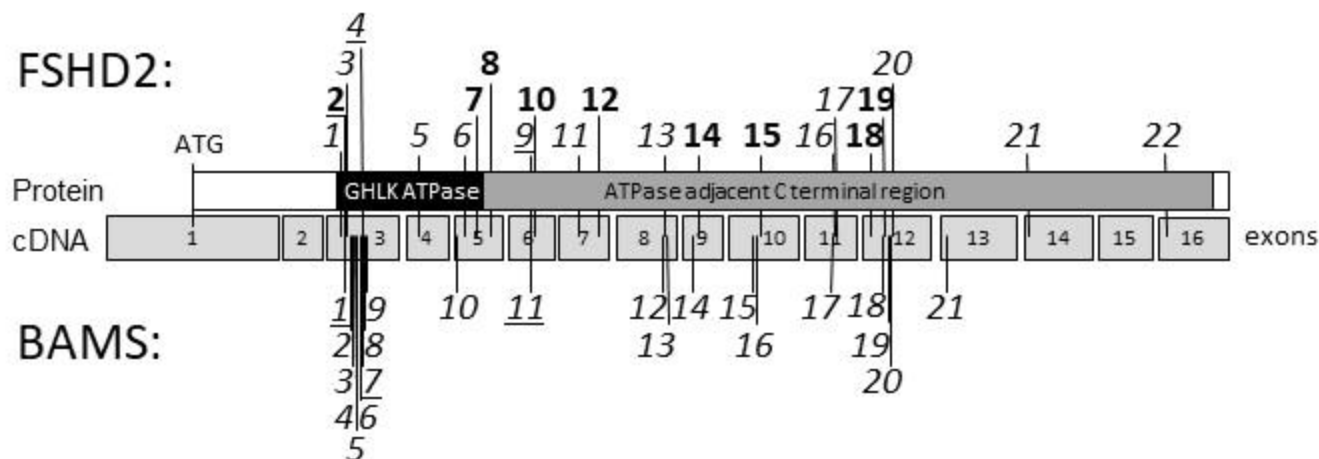 4
FSHD2: 3 8 20
2 7 10 12 17 19
1 5 6 9 11 13 14 15 16 18 21 22
ATG
Protein GHLK ATPase ATPase adjacent C terminal region
cDNA 1 2 3 4 5 6 7 8 9 10 11 12 13 14 15 16 exons
1 9 10 11 12 14 15 17 18 21
BAMS: 2 8 13 16 19
3 7 20
4 6
5